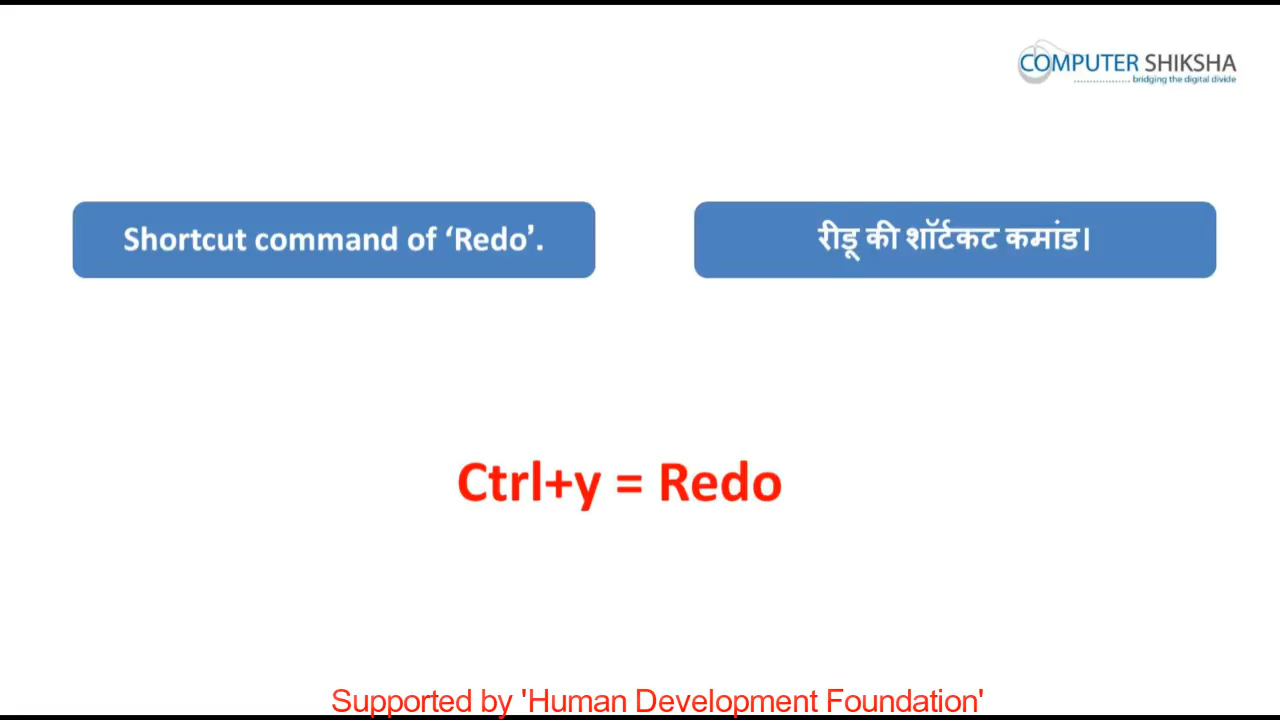 COMPUTER SHIKSHA
bridging the digital divide
Shortcut command of ‘Redo’.
रीडू की शॉर्टकट कमांड।
Ctrl+y = Redo
Supported by 'Human Development Foundation'